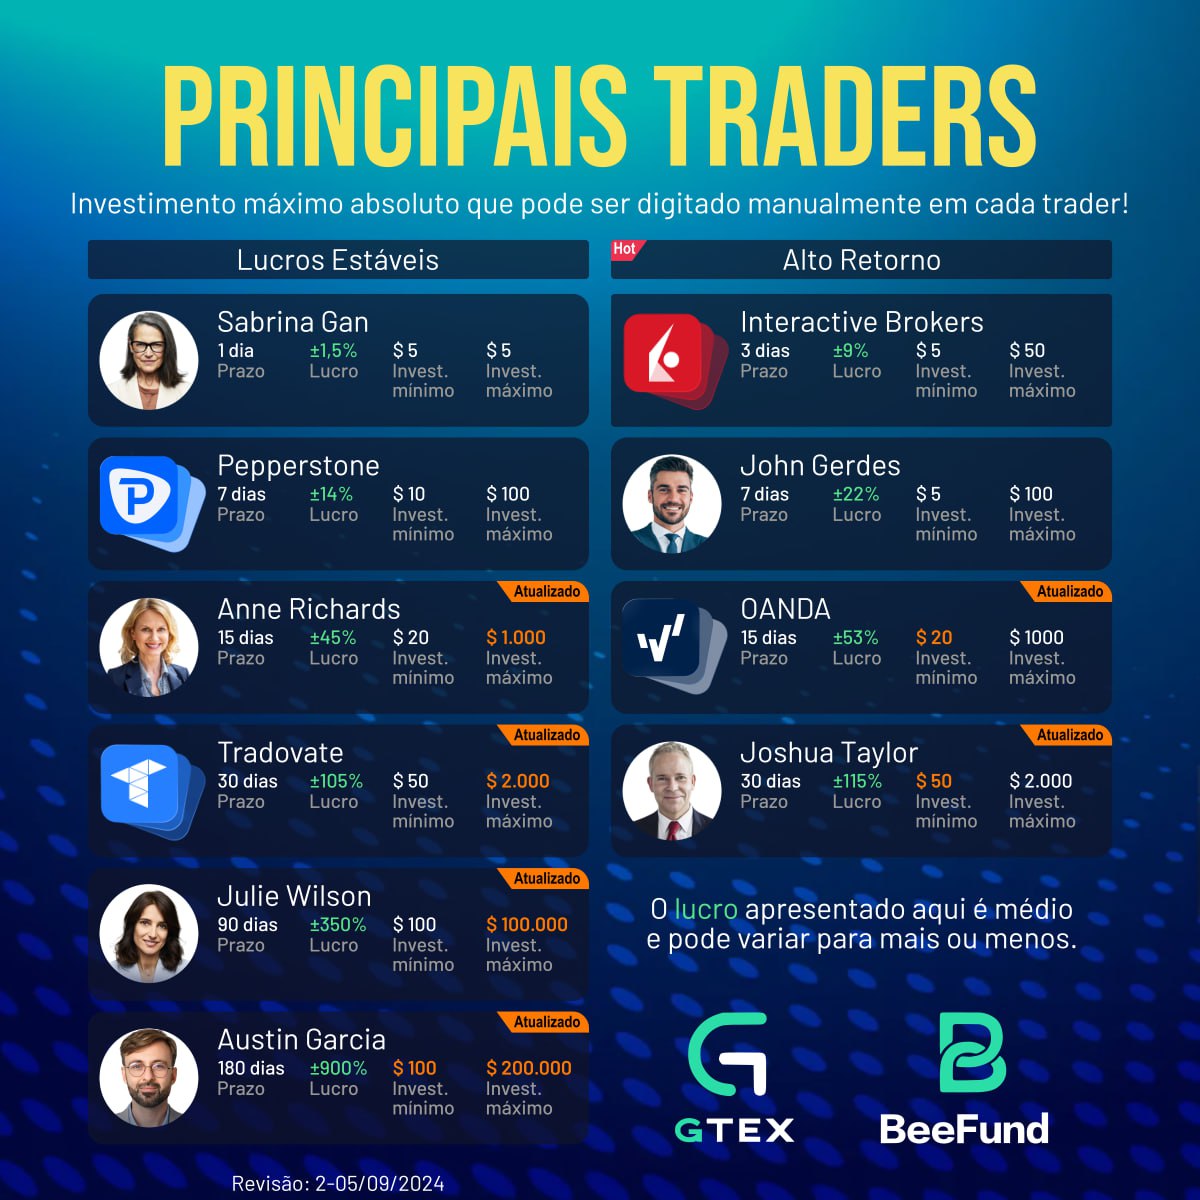 PRINCIPAIS TRADERS
Investimento máximo absoluto que pode ser digitado manualmente em cada trader!
Lucros Estáveis
Sabrina Gan
1 dia ±1,5% $ 5 $ 5
Prazo Lucro Invest. Invest.
mínimo máximo
Pepperstone
7 dias ±14% $ 10 $ 100
Prazo Lucro Invest. Invest.
mínimo máximo
Atualizado
Anne Richards
15 dias ±45% $ 20 $ 1.000
Prazo Lucro Invest. Invest.
mínimo máximo
Atualizado
Tradovate
30 dias ±105% $ 50 $ 2.000
Prazo Lucro Invest. Invest.
mínimo máximo
Atualizado
Julie Wilson
90 dias ±350% $ 100 $ 100.000
Prazo Lucro Invest. Invest.
mínimo máximo
Atualizado
Austin Garcia
180 dias ±900% $ 100 $ 200.000
Prazo Lucro Invest. Invest.
mínimo máximo
Hot
Alto Retorno
Interactive Brokers
3 dias ±9% $ 5 $ 50
Prazo Lucro Invest. Invest.
mínimo máximo
John Gerdes
7 dias ±22% $ 5 $ 100
Prazo Lucro Invest. Invest.
mínimo máximo
Atualizado
OANDA
15 dias ±53% $ 20 $ 1000
Prazo Lucro Invest. Invest.
mínimo máximo
Atualizado
Joshua Taylor
30 dias ±115% $ 50 $ 2.000
Prazo Lucro Invest. Invest.
mínimo máximo
O lucro apresentado aqui é médio
e pode variar para mais ou menos.
GTEX
BeeFund
Revisão: 2-05/09/2024